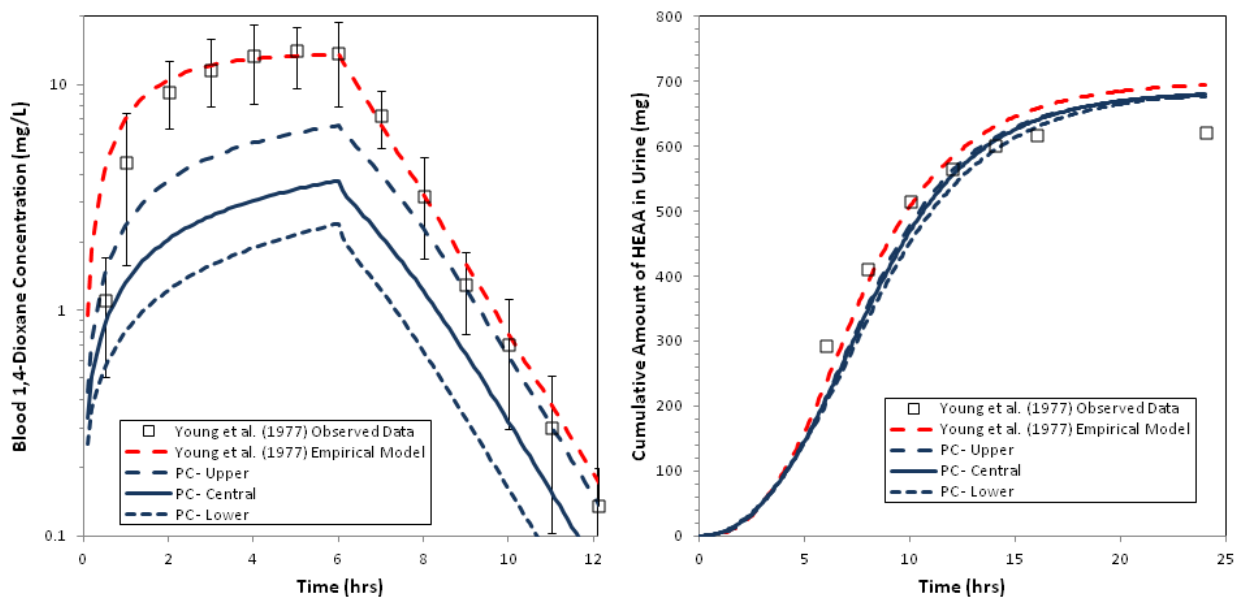 Blood 1,4-Dioxane Concentration (mg/L)
10
1
0.1
0
2
4
6
8
10
12
Time (hrs)
Young et al. (1977) Observed Data
Young et al. (1977) Empirical Model
PC- Upper
PC- Central
PC- Lower
Cumulative Amount of HEAA in Urine (mg)
800
700
600
500
400
300
200
100
0
0
5
10
15
20
25
Time (hrs)
Young et al. (1977) Observed Data
Young et al. (1977) Empirical Model
PC- Upper
PC- Central
PC- Lower